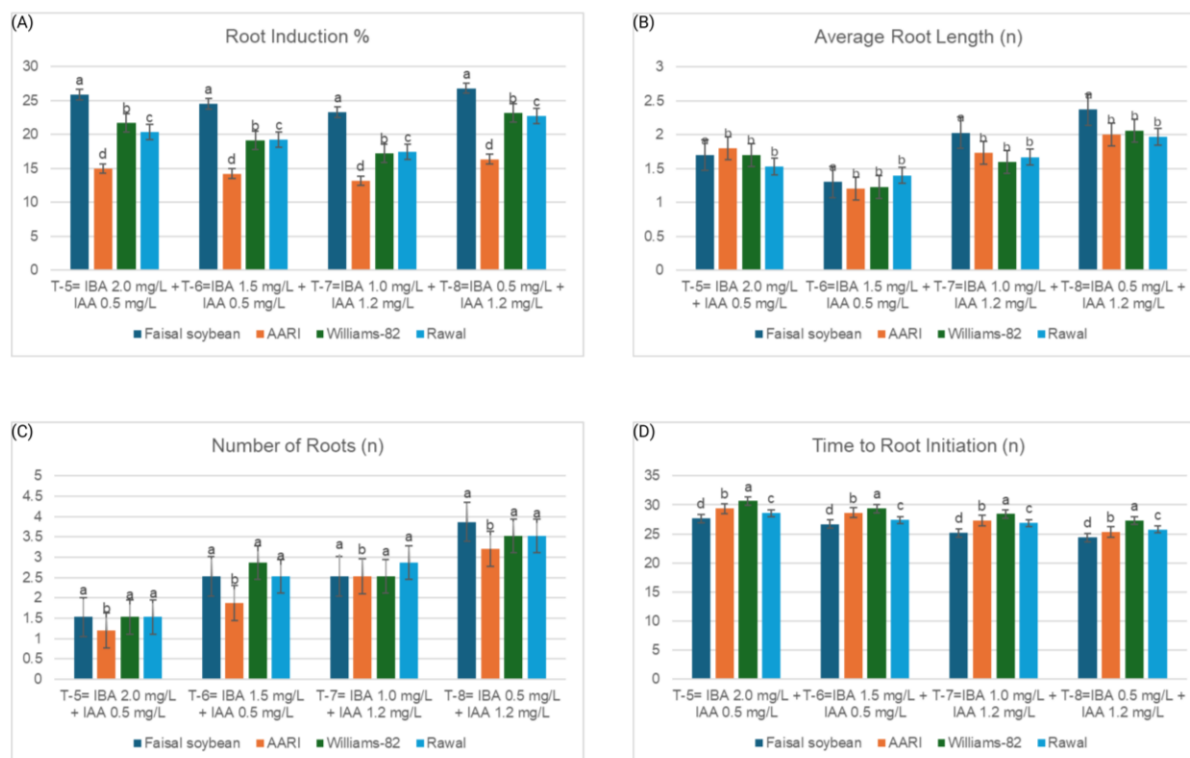 (A)
Root Induction %
30
25
20
15
10
5
0
a
d
b
c
a
d
b
c
a
d
b
c
a
d
b
c
T-5= IBA 2.0 mg/L + T-6=IBA 1.5 mg/L + T-7=IBA 1.0 mg/L + T-8=IBA 0.5 mg/L +
IAA 0.5 mg/L IAA 0.5 mg/L IAA 1.2 mg/L IAA 1.2 mg/L
Faisal soybean AARI Williams-82 Rawal
(B)
Average Root Length (n)
3
2.5
2
1.5
1
0.5
0
a
b
b
b
a
b
b
b
a
b
b
b
a
b
b
b
T-5= IBA 2.0 mg/L T-6=IBA 1.5 mg/L + T-7=IBA 1.0 mg/L + T-8=IBA 0.5 mg/L +
+ IAA 0.5 mg/L IAA 0.5 mg/L IAA 1.2 mg/L IAA 1.2 mg/L
Faisal soybean AARI Williams-82 Rawal
(C)
Number of Roots (n)
5
4.5
4
3.5
3
2.5
2
1.5
1
0.5
0
a
b
a
a
a
b
a
a
a
b
a
a
a
b
a
a
T-5= IBA 2.0 mg/L T-6= IBA 1.5 mg/L T-7= IBA 1.0 mg/L T-8= IBA 0.5 mg/L
+ IAA 0.5 mg/L + IAA 0.5 mg/L + IAA 1.2 mg/L + IAA 1.2 mg/L
Faisal soybean AARI Williams-82 Rawal
(D)
Time to Root Initiation (n)
35
30
25
20
15
10
5
0
d
b
a
c
d
b
a
c
d
b
a
c
d
b
a
c
T-5= IBA 2.0 mg/L + T-6=IBA 1.5 mg/L + T-7=IBA 1.0 mg/L + T-8=IBA 0.5 mg/L +
IAA 0.5 mg/L IAA 0.5 mg/L IAA 1.2 mg/L IAA 1.2 mg/L
Faisal soybean AARI Williams-82 Rawal